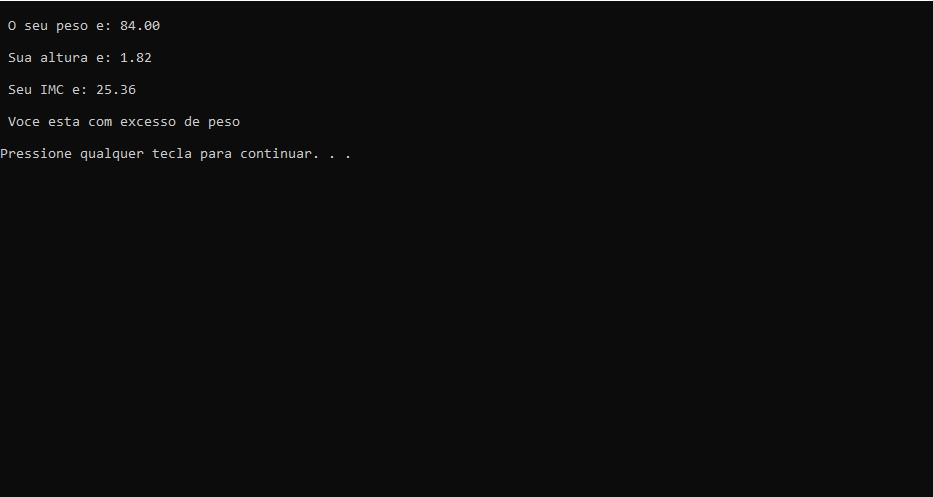 O seu peso e: 84.00
Sua altura e: 1.82
Seu IMC e: 25.36
Voce esta com excesso de peso
Pressione qualquer tecla para continuar. . .